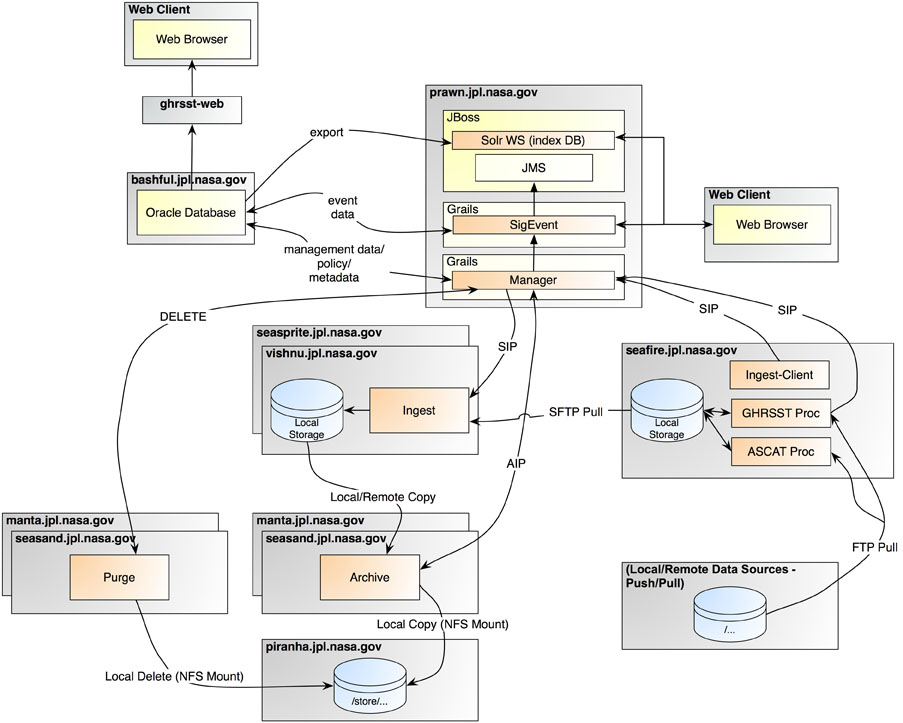 Web Client
Web Browser
ghrsst-web
bashful.jpl.nasa.gov
Oracle Database
export
event
data
management data/
policy/
metadata
prawn.jpl.nasa.gov
JBoss
Solr WS (index DB)
JMS
Grails
SigEvent
Grails
Manager
Web Client
Web Browser
DELETE
SIP
SIP
SIP
seasprite.jpl.nasa.gov
vishnu.jpl.nasa.gov
Local
Storage
Ingest
SFTP Pull
seafire.jpl.nasa.gov
Local
Storage
Ingest-Client
GHRSST Proc
ASCAT Proc
AIP
Local/Remote Copy
FTP Pull
manta.jpl.nasa.gov
seasand.jpl.nasa.gov
Purge
manta.jpl.nasa.gov
seasand.jpl.nasa.gov
Archive
(Local/Remote Data Sources -
Push/Pull)
/...
Local Copy (NFS Mount)
Local Delete (NFS Mount)
piranha.jpl.nasa.gov
/store/...